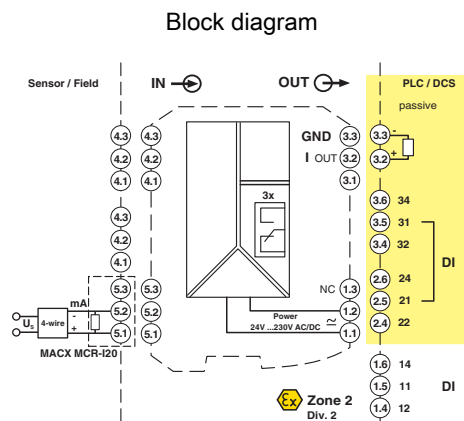 Block diagram
Sensor / Field
IN
OUT
PLC / DCS
passive
4.3 4.3 GND 3.3 3.3 -
4.2 4.2 I OUT 3.2 3.2 +
4.1 4.1 3.1
3x
3.6 34
4.3 3.5 31
4.2 3.4 32
4.1 DI
5.3 5.3 NC 1.3 2.6 24
mA
Us 4-wire - 5.2 5.2 1.2 2.5 21
Power
24V ...230V AC/DC
+ 5.1 5.1 1.1 2.4 22
MACX MCR-I20
1.6 14
εx Zone 2 1.5 11 DI
Div. 2 1.4 12